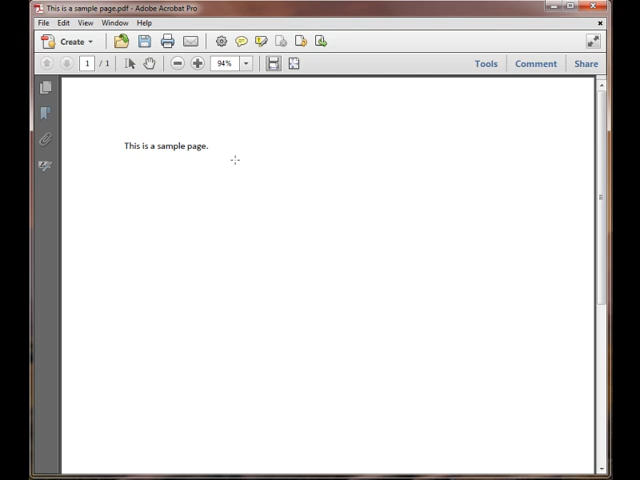 This is a sample page.pdf - Adobe Acrobat Pro
File Edit View Window Help
Create
1 / 1 94% Tools Comment Share
This is a sample page.